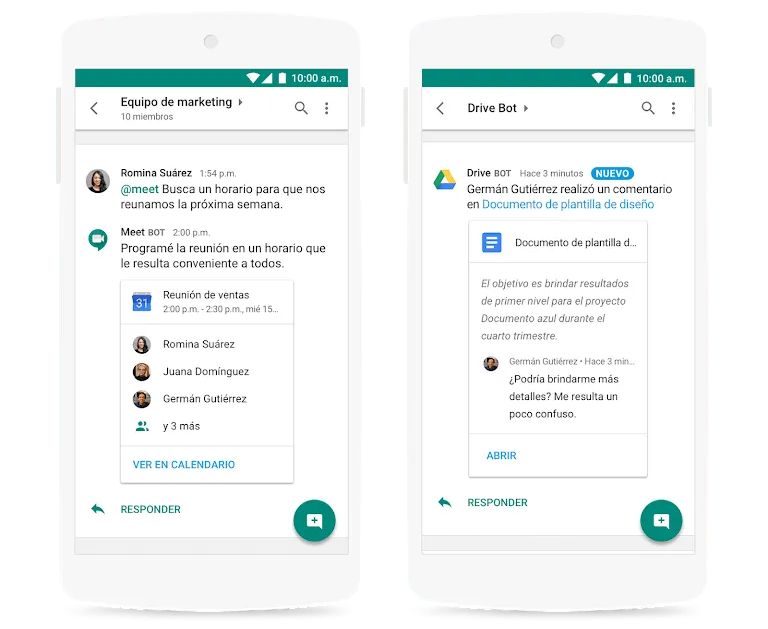 10:00 a.m.
Equipo de marketing
10 miembros
Romina Suárez 1:54 p.m.
@meet Busca un horario para que nos
reunamos la próxima semana.
Meet BOT 2:00 p.m.
Programé la reunión en un horario que
le resulta conveniente a todos.
31
Reunión de ventas
2:00 p.m. - 2:30 p.m., mié 15...
Romina Suárez
Juana Domínguez
Germán Gutiérrez
y 3 más
VER EN CALENDARIO
RESPONDER
10:00 a.m.
Drive Bot
Drive BOT Hace 3 minutos NUEVO
Germán Gutiérrez realizó un comentario
en Documento de plantilla de diseño
Documento de plantilla d...
El objetivo es brindar resultados
de primer nivel para el proyecto
Documento azul durante el
cuarto trimestre.
Germán Gutiérrez • Hace 3 min...
¿Podría brindarme más
detalles? Me resulta un
poco confuso.
ABRIR
RESPONDER